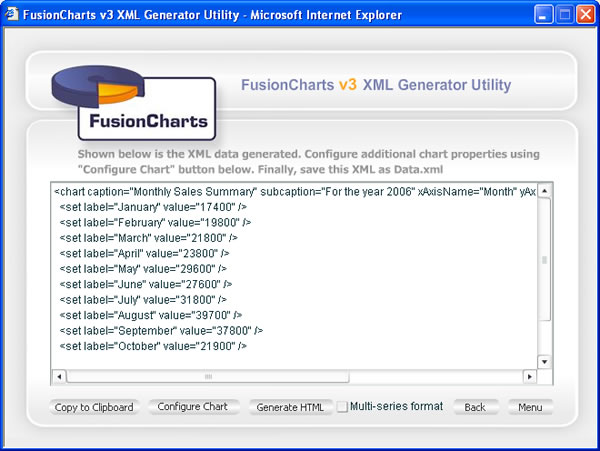 FusionCharts v3 XML Generator Utility - Microsoft Internet Explorer
FusionCharts v3 XML Generator Utility
FusionCharts
Shown below is the XML data generated. Configure additional chart properties using
"Configure Chart" button below. Finally, save this XML as Data.xml
<chart caption="Monthly Sales Summary" subcaption="For the year 2006" xAxisName="Month" yAx
<set label="January" value="17400" />
<set label="February" value="19800" />
<set label="March" value="21800" />
<set label="April" value="23800" />
<set label="May" value="29600" />
<set label="June" value="27600" />
<set label="July" value="31800" />
<set label="August" value="39700" />
<set label="September" value="37800" />
<set label="October" value="21900" />
Copy to Clipboard Configure Chart Generate HTML Multi-series format Back Menu